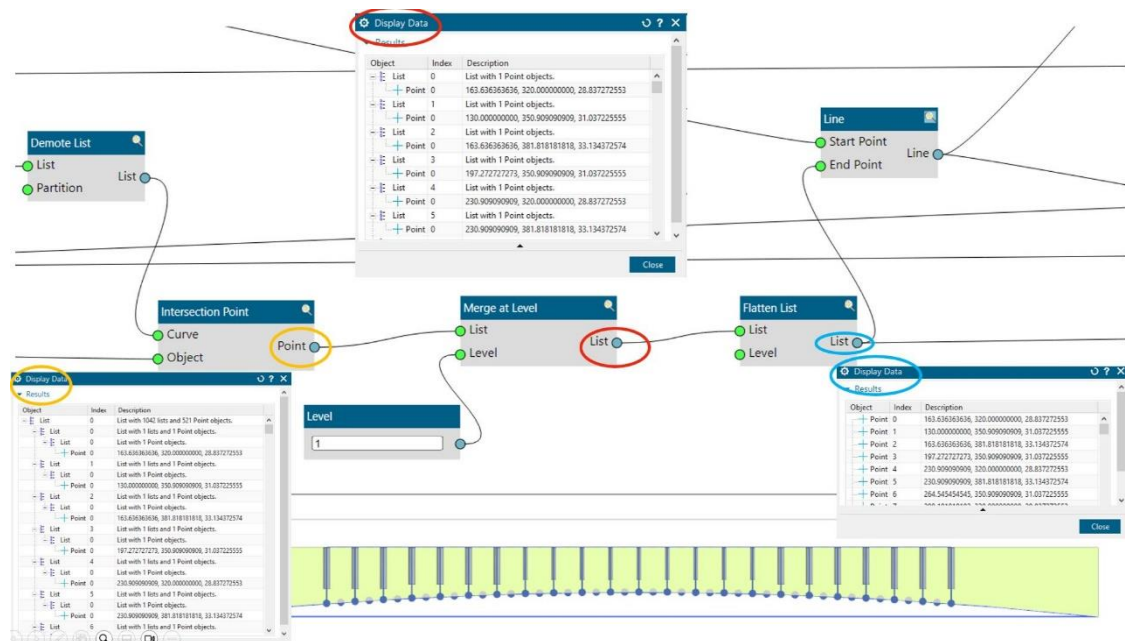 Display Data
Results
Object Index Description
List 0 List with 1 Point objects.
Point 0 163.636363636, 320.000000000, 28.837272553
List 1 List with 1 Point objects.
Point 0 130.000000000, 350.909090909, 31.037225555
List 2 List with 1 Point objects.
Point 0 163.636363636, 381.818181818, 33.134372574
List 3 List with 1 Point objects.
Point 0 197.272727273, 350.909090909, 31.037225555
List 4 List with 1 Point objects.
Point 0 230.909090909, 320.000000000, 28.837272553
List 5 List with 1 Point objects.
Point 0 230.909090909, 381.818181818, 33.134372574
Close
Demote List
List
List
Partition
Line
Start Point
Line
End Point
Intersection Point
Curve
Point
Object
Merge at Level
List
List
Level
Flatten List
List
List
Level
Level
1
Display Data
Results
Object Index Description
List 0 List with 1042 lists and 521 Point objects.
List 0 List with 1 lists and 1 Point objects.
List 0 List with 1 Point objects.
Point 0 163.636363636, 320.000000000, 28.837272553
List 1 List with 1 lists and 1 Point objects.
List 0 List with 1 Point objects.
Point 0 130.000000000, 350.909090909, 31.037225555
List 2 List with 1 lists and 1 Point objects.
List 0 List with 1 Point objects.
Point 0 163.636363636, 381.818181818, 33.134372574
List 3 List with 1 lists and 1 Point objects.
List 0 List with 1 Point objects.
Point 0 197.272727273, 350.909090909, 31.037225555
List 4 List with 1 lists and 1 Point objects.
List 0 List with 1 Point objects.
Point 0 230.909090909, 320.000000000, 28.837272553
List 5 List with 1 lists and 1 Point objects.
List 0 List with 1 Point objects.
Point 0 230.909090909, 381.818181818, 33.134372574
List 6 List with 1 lists and 1 Point objects.
Display Data
Results
Object Index Description
Point 0 163.636363636, 320.000000000, 28.837272553
Point 1 130.000000000, 350.909090909, 31.037225555
Point 2 163.636363636, 381.818181818, 33.134372574
Point 3 197.272727273, 350.909090909, 31.037225555
Point 4 230.909090909, 320.000000000, 28.837272553
Point 5 230.909090909, 381.818181818, 33.134372574
Point 6 264.545454545, 350.909090909, 31.037225555
Close